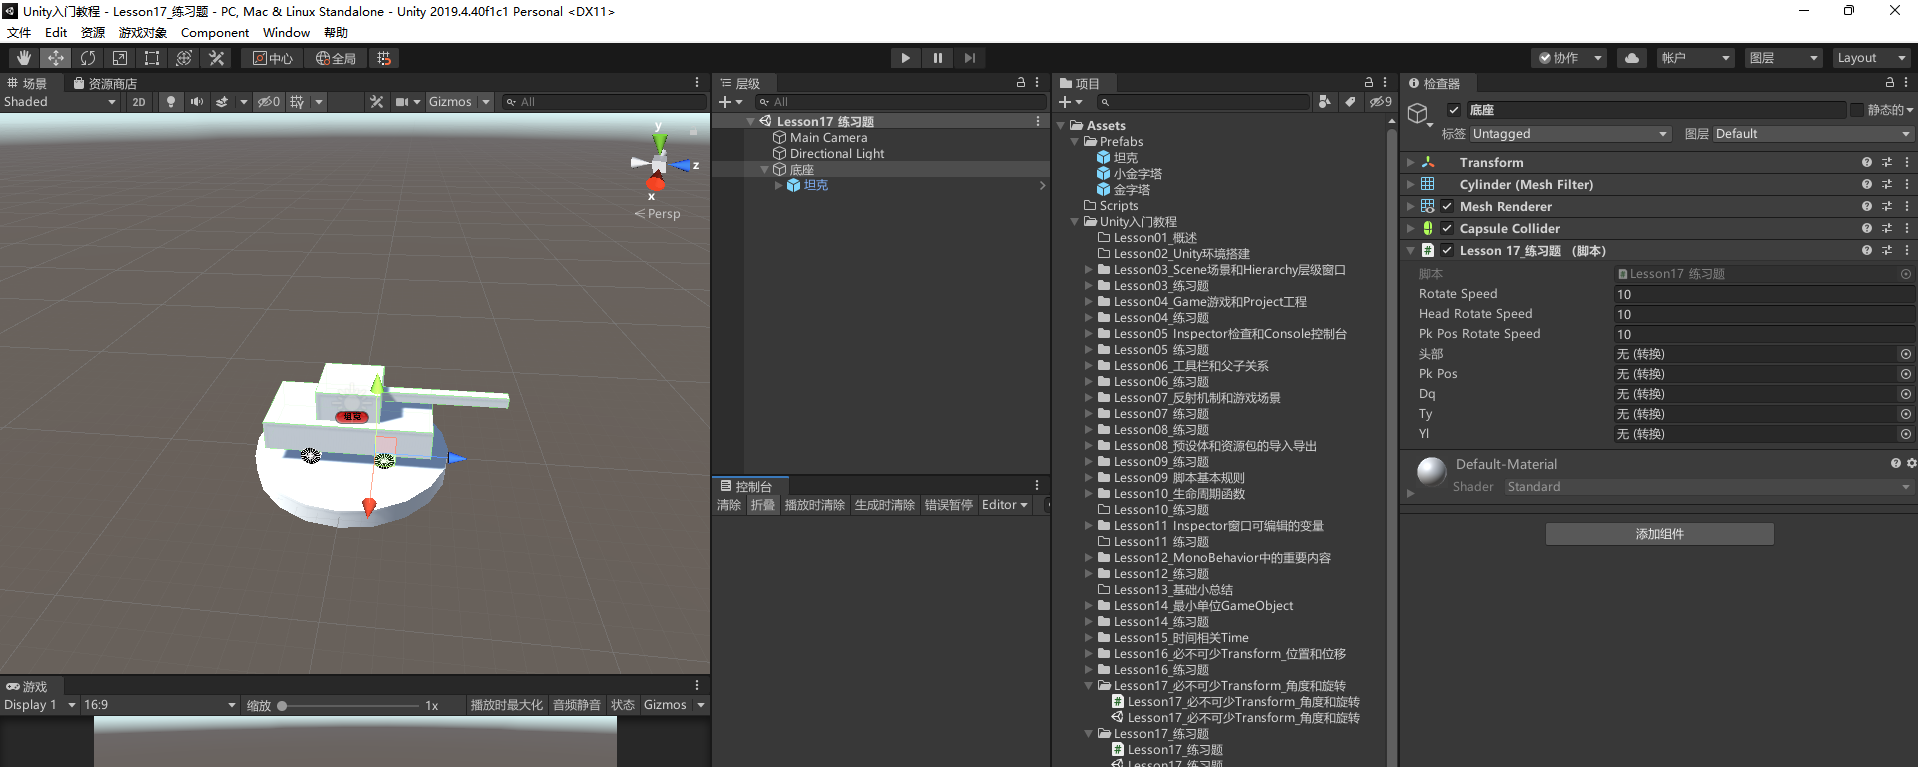 Unity入门教程 - Lesson17_练习题 - PC, Mac & Linux Standalone - Unity 2019.4.40f1c1 Personal <DX11>
文件 Edit 资源 游戏对象 Component Window 帮助
中心 全局 协作 帐户 图层 Layout
场景 资源商店
Shaded 2D 0 Gizmos All
y
z
x
Persp
坦克
游戏
Display 1 16:9 缩放 1x 播放时最大化 音频静音 状态 Gizmos
层级
All
Lesson17 练习题
Main Camera
Directional Light
底座
坦克
控制台
清除 折叠 播放时清除 生成时清除 错误暂停 Editor
项目
9
Assets
Prefabs
坦克
小金字塔
金字塔
Scripts
Unity入门教程
Lesson01_概述
Lesson02_Unity环境搭建
Lesson03_Scene场景和Hierarchy层级窗口
Lesson03_练习题
Lesson04_Game游戏和Project工程
Lesson04_练习题
Lesson05_Inspector检查和Console控制台
Lesson05_练习题
Lesson06_工具栏和父子关系
Lesson06_练习题
Lesson07_反射机制和游戏场景
Lesson07_练习题
Lesson08_练习题
Lesson08_预设体和资源包的导入导出
Lesson09_练习题
Lesson09_脚本基本规则
Lesson10_生命周期函数
Lesson10_练习题
Lesson11_Inspector窗口可编辑的变量
Lesson11_练习题
Lesson12_MonoBehavior中的重要内容
Lesson12_练习题
Lesson13_基础小总结
Lesson14_最小单位GameObject
Lesson14_练习题
Lesson15_时间相关Time
Lesson16_必不可少Transform_位置和位移
Lesson16_练习题
Lesson17_必不可少Transform_角度和旋转
Lesson17_必不可少Transform_角度和旋转
Lesson17_必不可少Transform_角度和旋转
Lesson17_练习题
Lesson17_练习题
Lesson17_练习题
检查器
底座 静态的
标签 Untagged 图层 Default
Transform
Cylinder (Mesh Filter)
Mesh Renderer
Capsule Collider
Lesson 17_练习题 （脚本）
脚本 Lesson17 练习题
Rotate Speed 10
Head Rotate Speed 10
Pk Pos Rotate Speed 10
头部 无 (转换)
Pk Pos 无 (转换)
Dq 无 (转换)
Ty 无 (转换)
Yl 无 (转换)
Default-Material
Shader Standard
添加组件